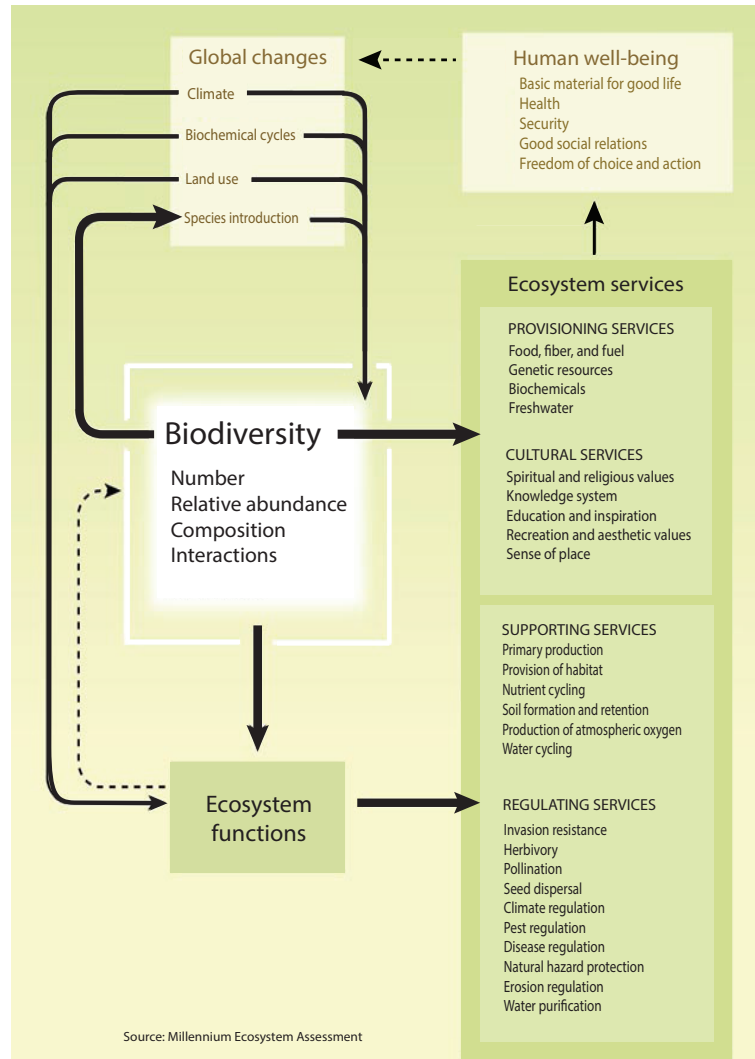 Global changes
Climate
Biochemical cycles
Land use
Species introduction
Human well-being
Basic material for good life
Health
Security
Good social relations
Freedom of choice and action
Biodiversity
Number
Relative abundance
Composition
Interactions
Ecosystem
functions
Ecosystem services
PROVISIONING SERVICES
Food, fiber, and fuel
Genetic resources
Biochemicals
Freshwater
CULTURAL SERVICES
Spiritual and religious values
Knowledge system
Education and inspiration
Recreation and aesthetic values
Sense of place
SUPPORTING SERVICES
Primary production
Provision of habitat
Nutrient cycling
Soil formation and retention
Production of atmospheric oxygen
Water cycling
REGULATING SERVICES
Invasion resistance
Herbivory
Pollination
Seed dispersal
Climate regulation
Pest regulation
Disease regulation
Natural hazard protection
Erosion regulation
Water purification
Source: Millennium Ecosystem Assessment